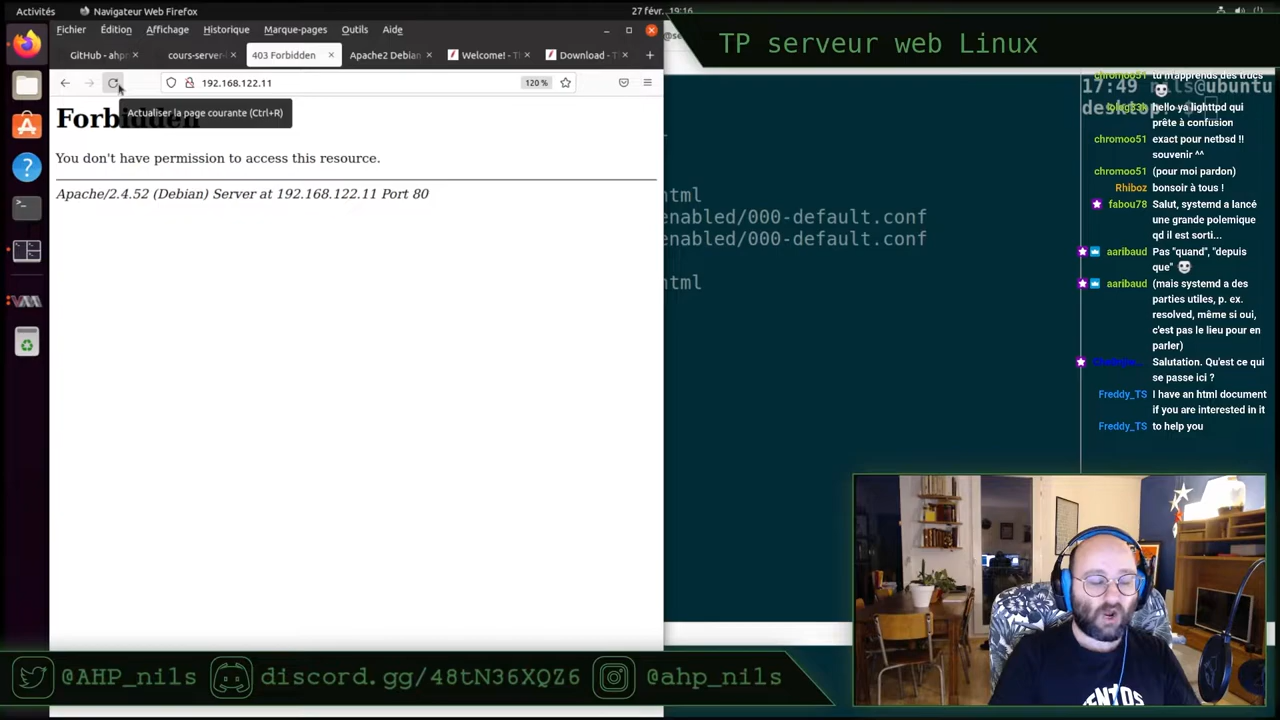 Activités
Navigateur Web Firefox
27 févr. 19:16
Fichier Édition Affichage Historique Marque-pages Outils Aide
GitHub - ahp
cours-server
403 Forbidden
Apache2 Debian
Welcome! - T
Download - T
192.168.122.11
120 %
Actualiser la page courante (Ctrl+R)
Forbidden
You don't have permission to access this resource.
Apache/2.4.52 (Debian) Server at 192.168.122.11 Port 80
TP serveur web Linux
html
enabled/000-default.conf
enabled/000-default.conf
html
17:49 nils@ubuntu
desktop:
chromoo51 tu m'apprends des trucs
hello ya lighttpd qui
prête à confusion
chromoo51 exact pour netbsd !!
souvenir ^^
chromoo51 (pour moi pardon)
Rhiboz bonsoir à tous !
fabou78 Salut, systemd a lancé
une grande polemique
qd il est sorti...
aaribaud Pas "quand", "depuis
que"
aaribaud (mais systemd a des
parties utiles, p. ex.
resolved, même si oui,
c'est pas le lieu pour en
parler)
Salutation. Qu'est ce qui
se passe ici ?
Freddy_TS I have an html document
if you are interested in it
Freddy_TS to help you
@AHP_nils
discord.gg/48tN36XQZ6
@ahp_nils